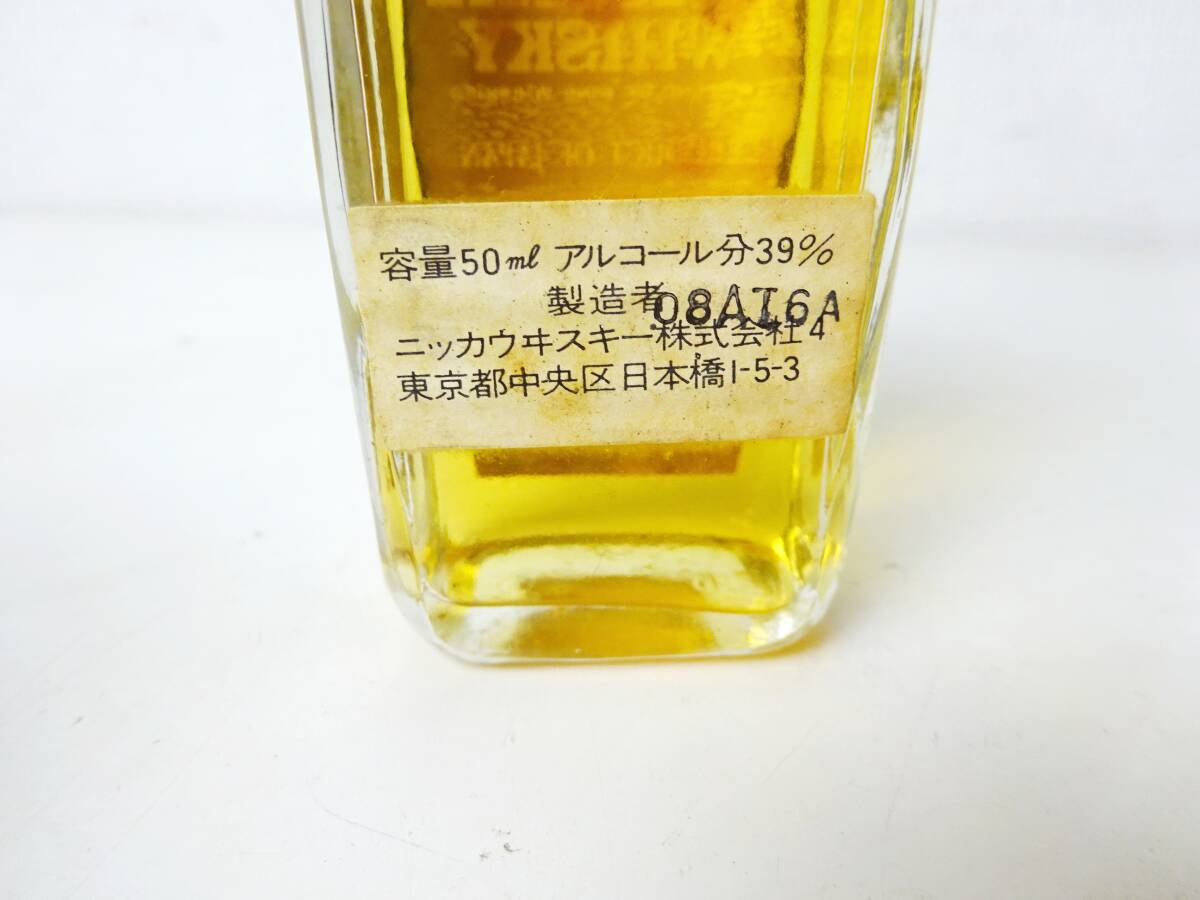 WHISKY
OF JAPAN
容量50ml アルコール分39%
製造者
08AI6A
ニッカウヰスキー株式会社4
東京都中央区日本橋1-5-3